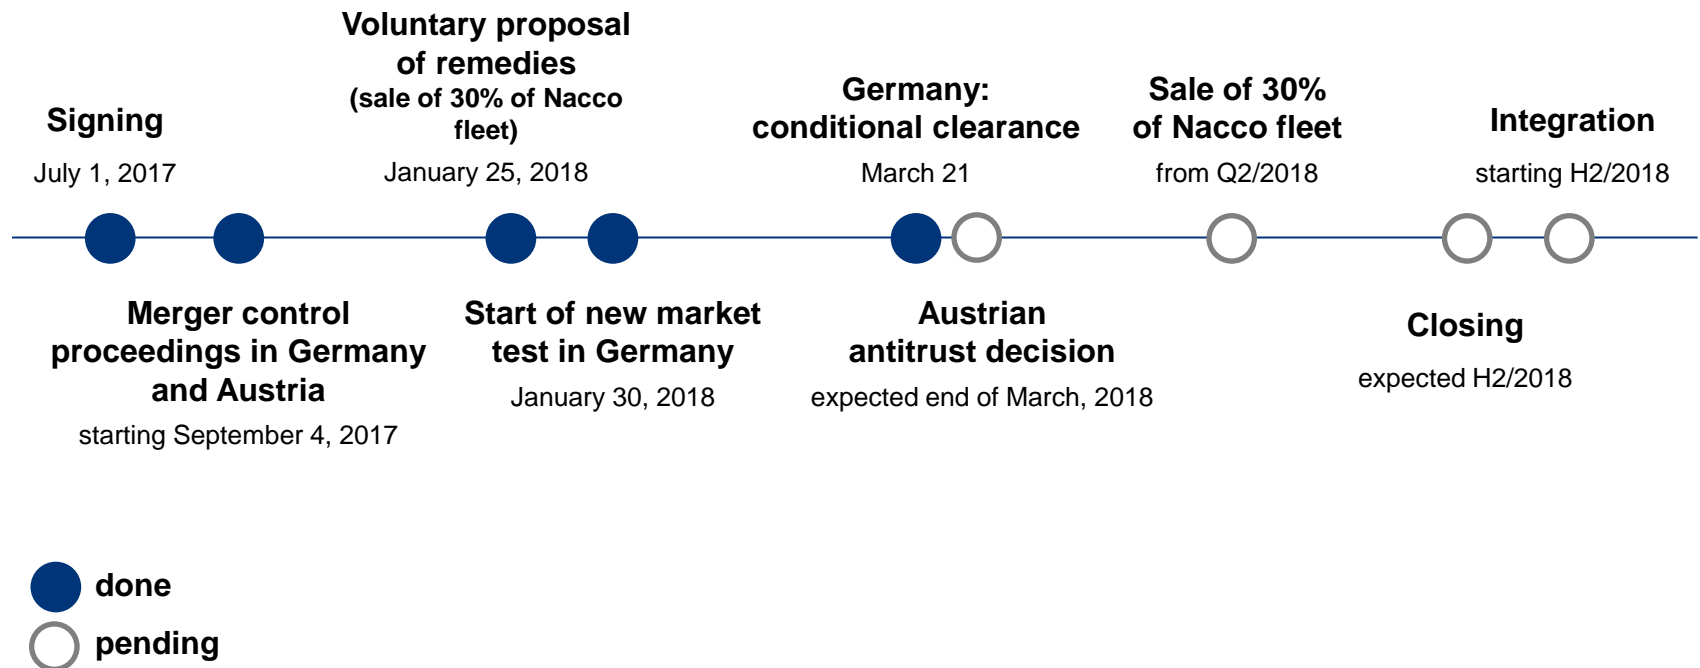 Voluntary proposal
of remedies
(sale of 30% of Nacco
fleet)
January 25, 2018
Signing
July 1, 2017
Germany:
conditional clearance
March 21
Sale of 30%
of Nacco fleet
from Q2/2018
Integration
starting H2/2018
Merger control
proceedings in Germany
and Austria
starting September 4, 2017
Start of new market
test in Germany
January 30, 2018
Austrian
antitrust decision
expected end of March, 2018
Closing
expected H2/2018
done
pending